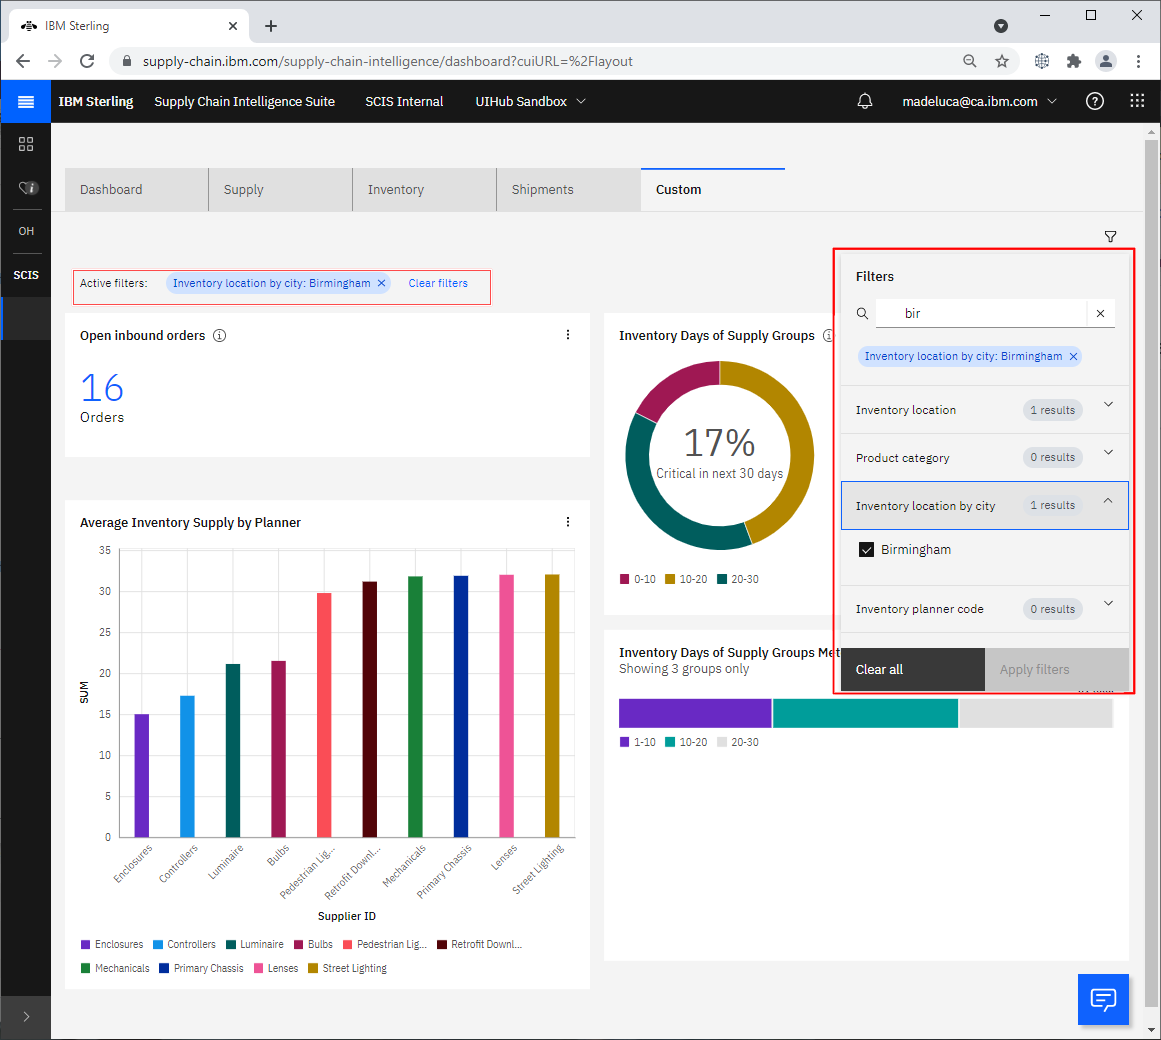 IBM Sterling
supply-chain.ibm.com/supply-chain-intelligence/dashboard?cuiURL=%2Flayout
IBM Sterling Supply Chain Intelligence Suite SCIS Internal UIHub Sandbox madeluca@ca.ibm.com
OH
SCIS
Dashboard Supply Inventory Shipments Custom
Active filters: Inventory location by city: Birmingham Clear filters
Open inbound orders
16
Orders
Average Inventory Supply by Planner
35
30
25
20
15
10
5
0
SUM
Enclosures
Controllers
Luminaire
Bulbs
Pedestrian Lig...
Retrofit Downl...
Mechanicals
Primary Chassis
Lenses
Street Lighting
Supplier ID
Enclosures Controllers Luminaire Bulbs Pedestrian Lig... Retrofit Downl...
Mechanicals Primary Chassis Lenses Street Lighting
Inventory Days of Supply Groups
17%
Critical in next 30 days
0-10 10-20 20-30
Inventory Days of Supply Groups Met
Showing 3 groups only
1-10 10-20 20-30
Filters
bir
Inventory location by city: Birmingham
Inventory location 1 results
Product category 0 results
Inventory location by city 1 results
Birmingham
Inventory planner code 0 results
Clear all Apply filters